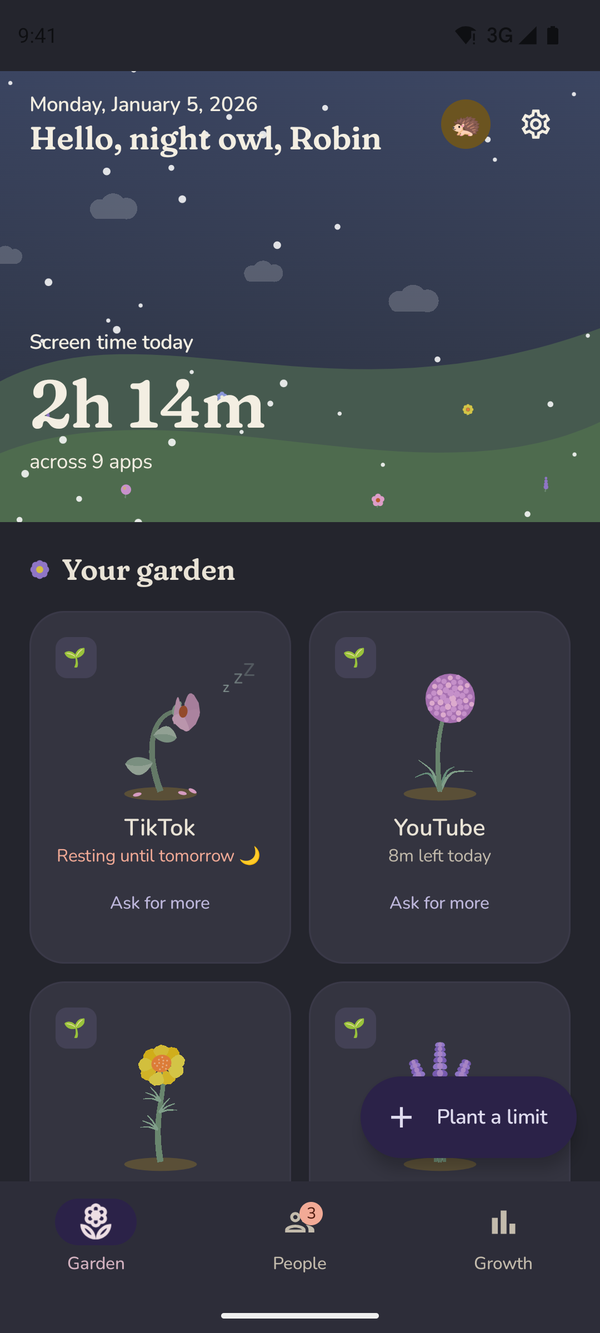 9:41
3G
Monday, January 5, 2026
Hello, night owl, Robin
Screen time today
2h 14m
across 9 apps
Your garden
z z Z
TikTok
Resting until tomorrow 🌙
Ask for more
YouTube
8m left today
Ask for more
Plant a limit
3
Garden
People
Growth